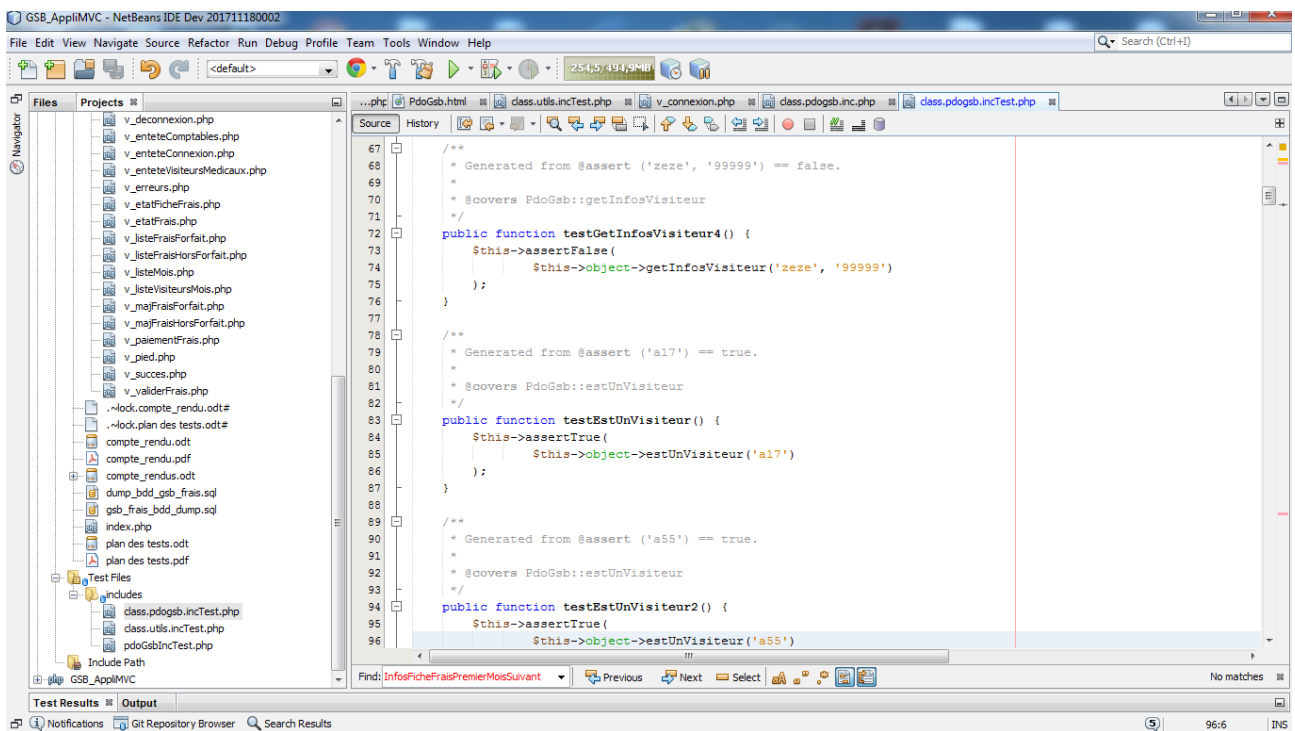 GSB_AppliMVC - NetBeans IDE Dev 201711180002
File Edit View Navigate Source Refactor Run Debug Profile Team Tools Window Help
Search (Ctrl+I)
<default>
254,5/494,9MB
Navigator
Files Projects
...php PdoGsb.html class.utils.incTest.php v_connexion.php class.pdogsb.inc.php class.pdogsb.incTest.php
Source History
v_deconnexion.php
v_enteteComptables.php
v_enteteConnexion.php
v_enteteVisiteursMedicaux.php
v_erreurs.php
v_etatFicheFrais.php
v_etatFrais.php
v_listeFraisForfait.php
v_listeFraisHorsForfait.php
v_listeMois.php
v_listeVisiteursMois.php
v_majFraisForfait.php
v_majFraisHorsForfait.php
v_paiementFrais.php
v_pied.php
v_succes.php
v_validerFrais.php
.~lock.compte_rendu.odt#
.~lock.plan des tests.odt#
compte_rendu.odt
compte_rendu.pdf
compte_rendus.odt
dump_bdd_gsb_frais.sql
gsb_frais_bdd_dump.sql
index.php
plan des tests.odt
plan des tests.pdf
Test Files
includes
class.pdogsb.incTest.php
class.utils.incTest.php
pdoGsbIncTest.php
Include Path
php GSB_AppliMVC
67 /**
68 * Generated from @assert ('zeze', '99999') == false.
69 *
70 * @covers PdoGsb::getInfosVisiteur
71 */
72 public function testGetInfosVisiteur4() {
73 $this->assertFalse(
74 $this->object->getInfosVisiteur('zeze', '99999')
75 );
76 }
77
78 /**
79 * Generated from @assert ('a17') == true.
80 *
81 * @covers PdoGsb::estUnVisiteur
82 */
83 public function testEstUnVisiteur() {
84 $this->assertTrue(
85 $this->object->estUnVisiteur('a17')
86 );
87 }
88
89 /**
90 * Generated from @assert ('a55') == true.
91 *
92 * @covers PdoGsb::estUnVisiteur
93 */
94 public function testEstUnVisiteur2() {
95 $this->assertTrue(
96 $this->object->estUnVisiteur('a55')
Find: InfosFicheFraisPremierMoisSuivant Previous Next Select No matches
Test Results Output
Notifications Git Repository Browser Search Results 5 96:6 INS